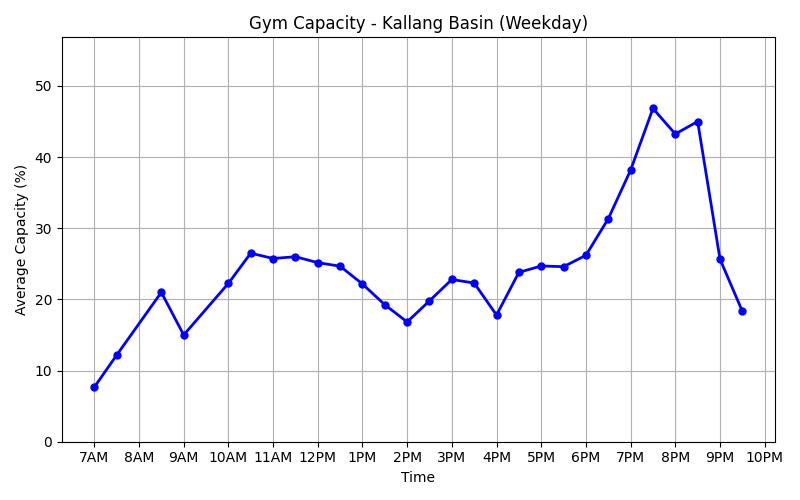 Gym Capacity - Kallang Basin (Weekday)
Average Capacity (%)
50
40
30
20
10
0
7AM 8AM 9AM 10AM 11AM 12PM 1PM 2PM 3PM 4PM 5PM 6PM 7PM 8PM 9PM 10PM
Time